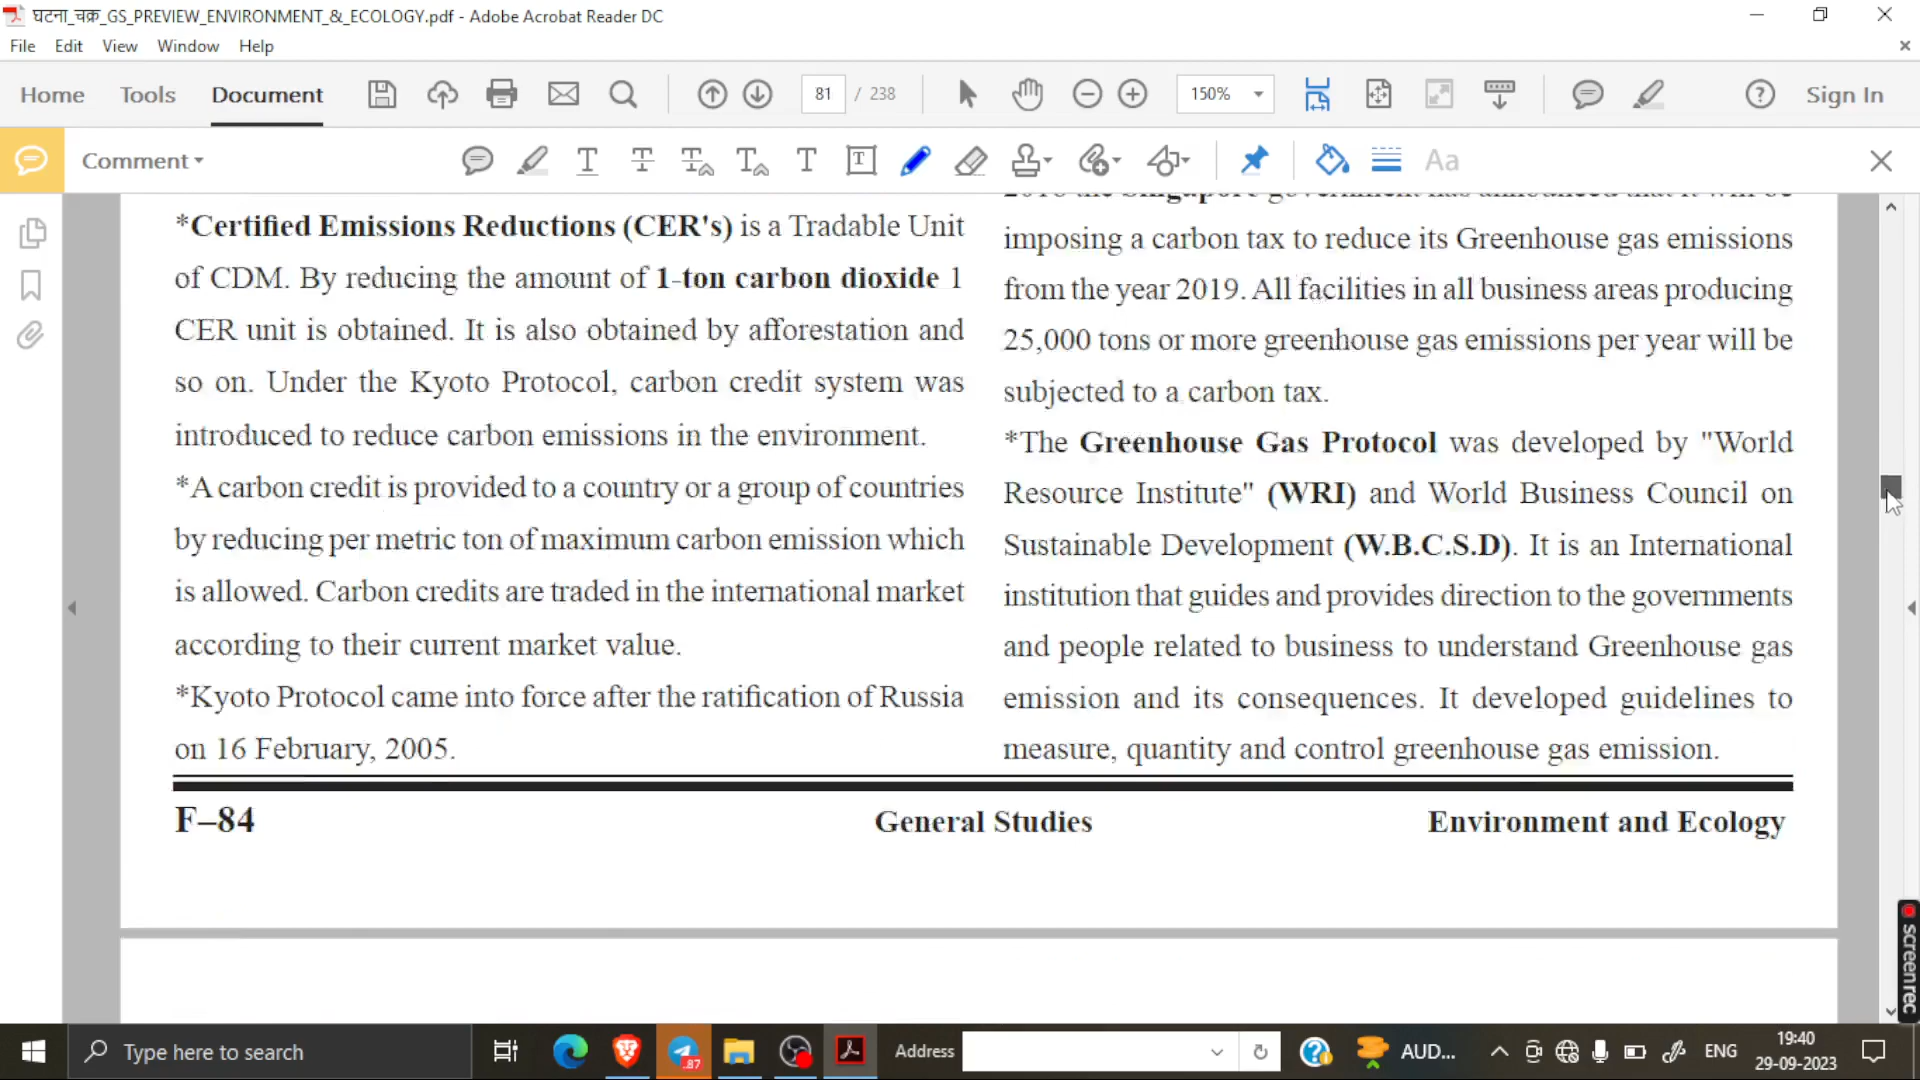 घटना_चक्र_GS_PREVIEW_ENVIRONMENT_&_ECOLOGY.pdf - Adobe Acrobat Reader DC
File Edit View Window Help
Home Tools Document 81 / 238 150% Sign In
Comment
*Certified Emissions Reductions (CER's) is a Tradable Unit
of CDM. By reducing the amount of 1-ton carbon dioxide 1
CER unit is obtained. It is also obtained by afforestation and
so on. Under the Kyoto Protocol, carbon credit system was
introduced to reduce carbon emissions in the environment.
*A carbon credit is provided to a country or a group of countries
by reducing per metric ton of maximum carbon emission which
is allowed. Carbon credits are traded in the international market
according to their current market value.
*Kyoto Protocol came into force after the ratification of Russia
on 16 February, 2005.
2018 the Singapore government has announced that it will be
imposing a carbon tax to reduce its Greenhouse gas emissions
from the year 2019. All facilities in all business areas producing
25,000 tons or more greenhouse gas emissions per year will be
subjected to a carbon tax.
*The Greenhouse Gas Protocol was developed by "World
Resource Institute" (WRI) and World Business Council on
Sustainable Development (W.B.C.S.D). It is an International
institution that guides and provides direction to the governments
and people related to business to understand Greenhouse gas
emission and its consequences. It developed guidelines to
measure, quantity and control greenhouse gas emission.
F–84 General Studies Environment and Ecology
screenrec
Type here to search .87 Address AUD... ENG 19:40
29-09-2023